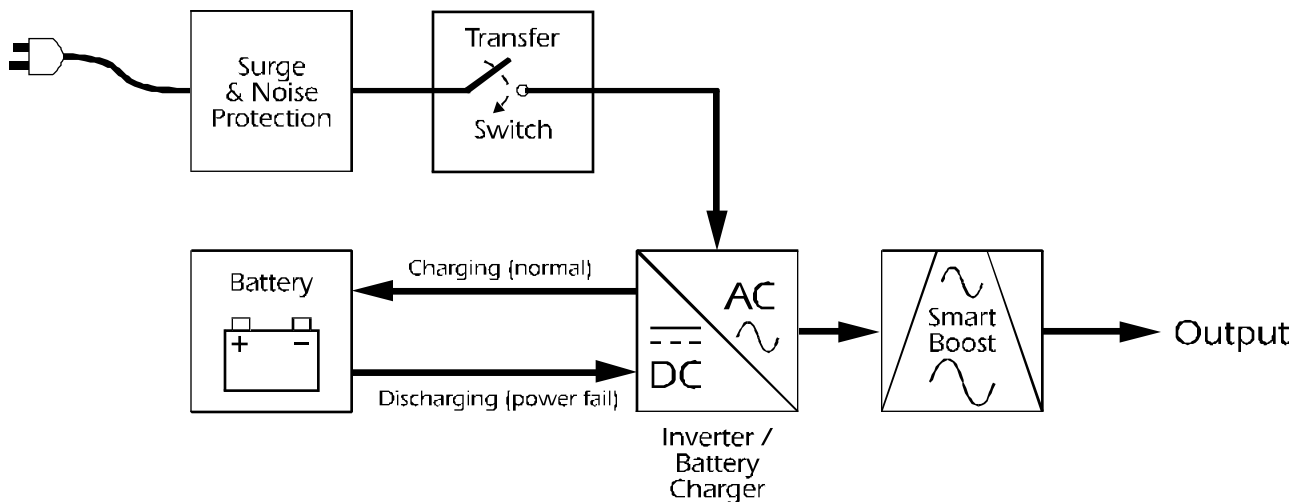 Surge
& Noise
Protection
Transfer
Switch
Battery
+ −
Charging (normal)
Discharging (power fail)
AC
DC
Inverter /
Battery
Charger
Smart
Boost
Output